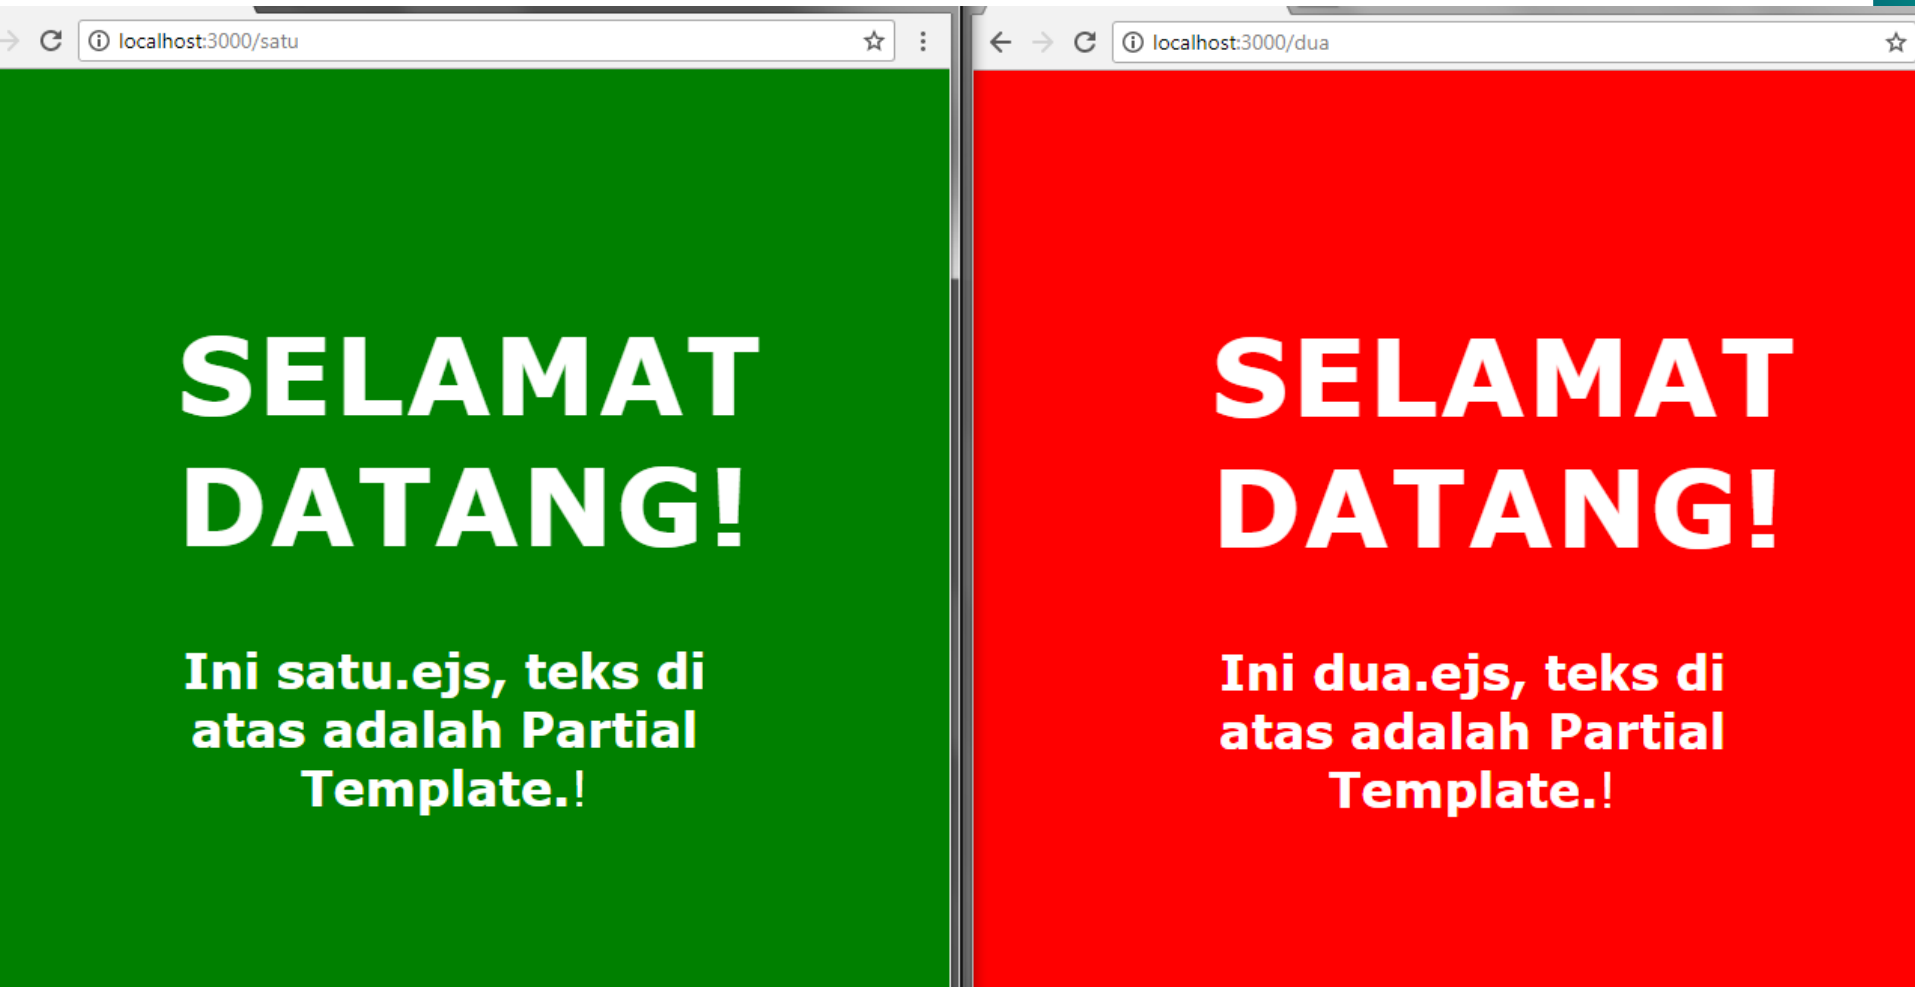 localhost:3000/satu
SELAMAT
DATANG!
Ini satu.ejs, teks di
atas adalah Partial
Template.!
localhost:3000/dua
SELAMAT
DATANG!
Ini dua.ejs, teks di
atas adalah Partial
Template.!